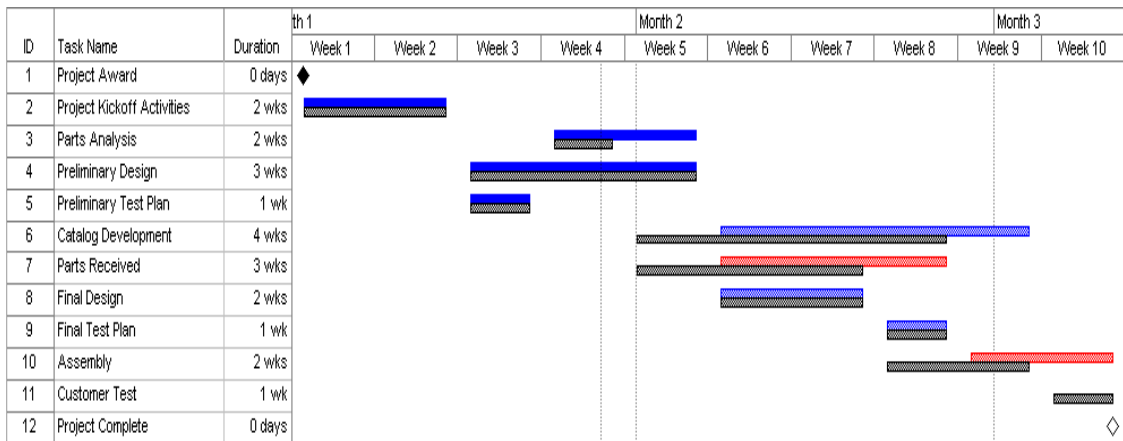 th 1 Month 2 Month 3
ID Task Name Duration Week 1 Week 2 Week 3 Week 4 Week 5 Week 6 Week 7 Week 8 Week 9 Week 10
1 Project Award 0 days
2 Project Kickoff Activities 2 wks
3 Parts Analysis 2 wks
4 Preliminary Design 3 wks
5 Preliminary Test Plan 1 wk
6 Catalog Development 4 wks
7 Parts Received 3 wks
8 Final Design 2 wks
9 Final Test Plan 1 wk
10 Assembly 2 wks
11 Customer Test 1 wk
12 Project Complete 0 days